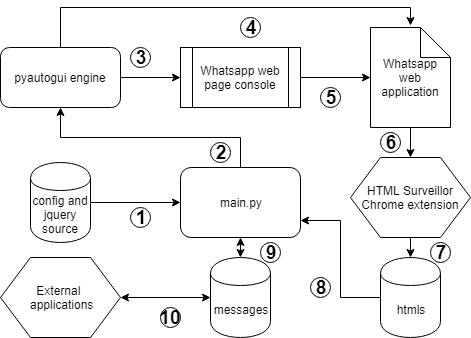 4
pyautogui engine
3
Whatsapp web
page console
5
Whatsapp
web
application
6
2
config and
jquery
source
1
main.py
HTML Surveillor
Chrome extension
9
7
8
External
applications
10
messages
htmls